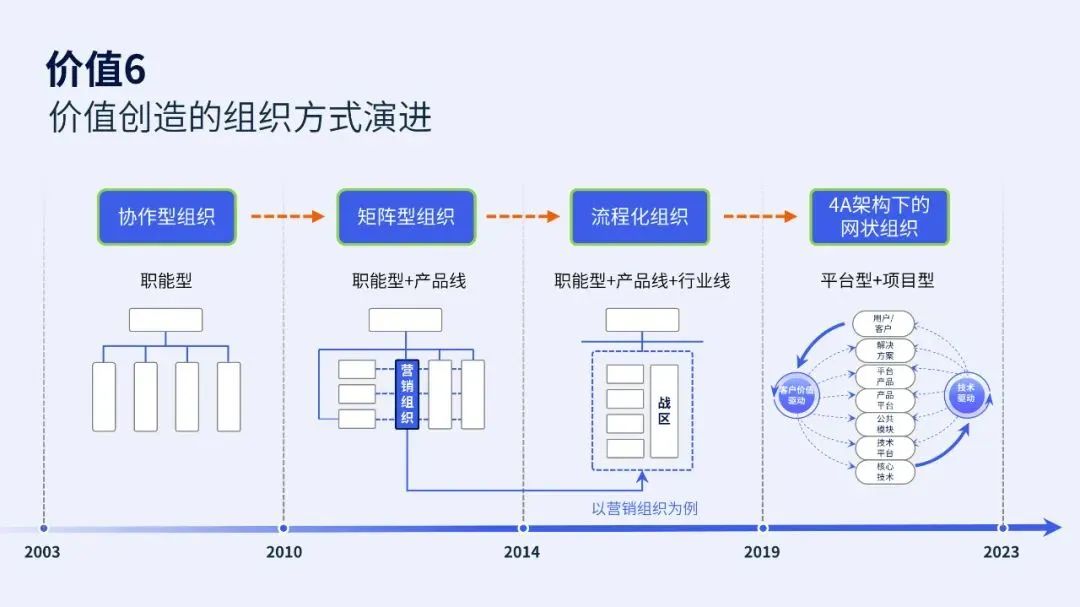 价值6
价值创造的组织方式演进
协作型组织
矩阵型组织
流程化组织
4A架构下的
网状组织
职能型
职能型+产品线
职能型+产品线+行业线
平台型+项目型
营
销
组
织
战
区
以营销组织为例
客户价值
驱动
用户/
客户
解决
方案
平台
产品
产品
平台
公共
模块
技术
平台
核心
技术
技术
驱动
2003
2010
2014
2019
2023